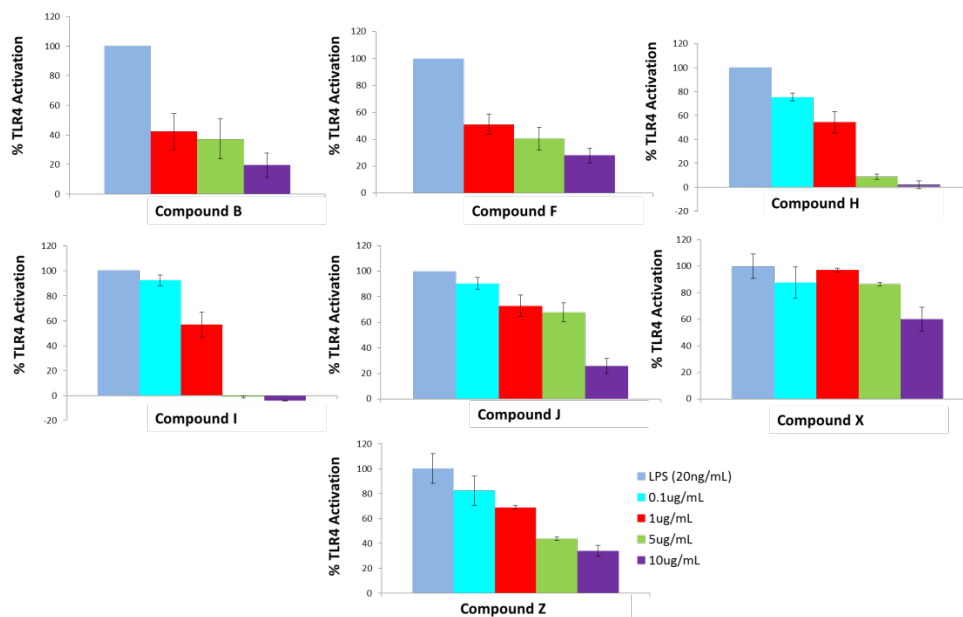 % TLR4 Activation
120
100
80
60
40
20
0
Compound B
% TLR4 Activation
120
100
80
60
40
20
0
Compound F
% TLR4 Activation
120
100
80
60
40
20
0
-20
Compound H
% TLR4 Activation
120
100
80
60
40
20
0
-20
Compound I
% TLR4 Activation
120
100
80
60
40
20
0
Compound J
% TLR4 Activation
120
100
80
60
40
20
0
Compound X
% TLR4 Activation
120
100
80
60
40
20
0
Compound Z
LPS (20ng/mL)
0.1ug/mL
1ug/mL
5ug/mL
10ug/mL